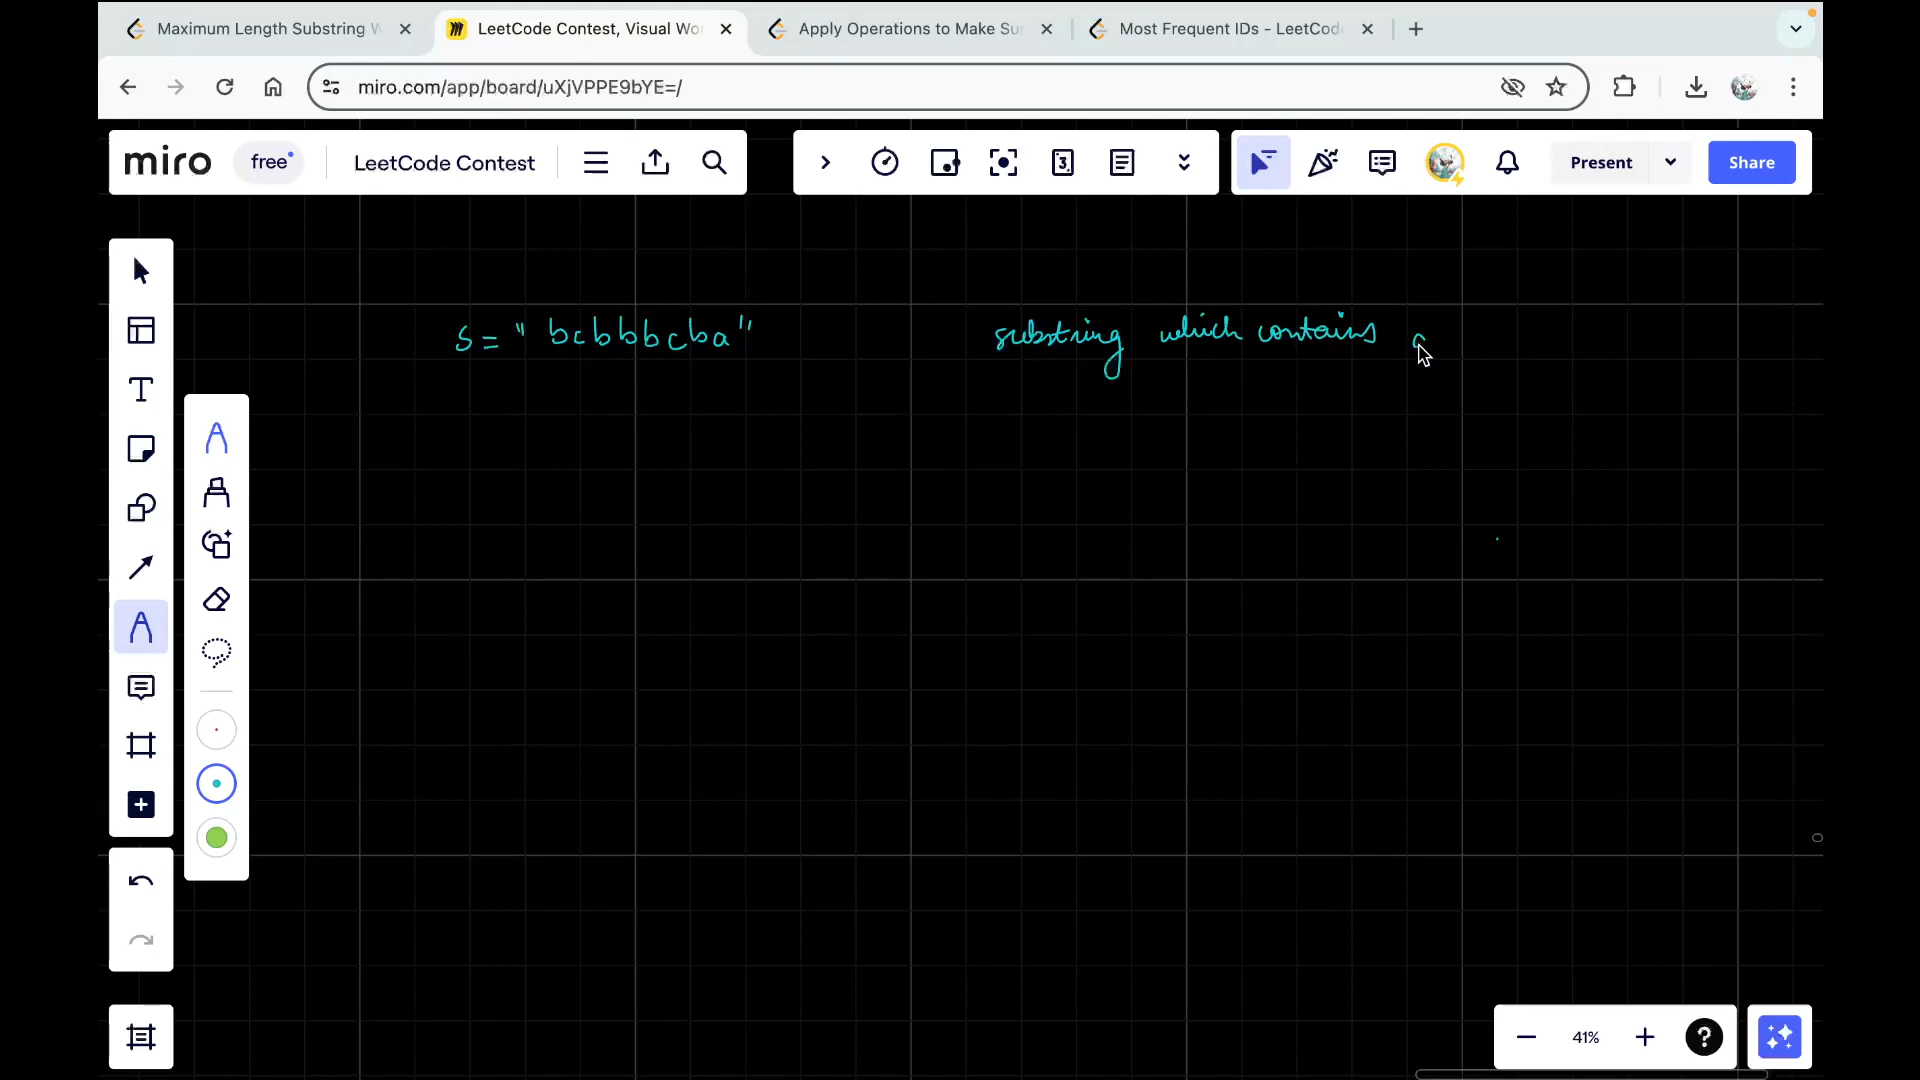 Maximum Length Substring W
LeetCode Contest, Visual Wo
Apply Operations to Make Su
Most Frequent IDs - LeetCod
miro.com/app/board/uXjVPPE9bYE=/
miro free LeetCode Contest
3
Present
Share
s = "bcbbbcba" substring which contains
41%
?